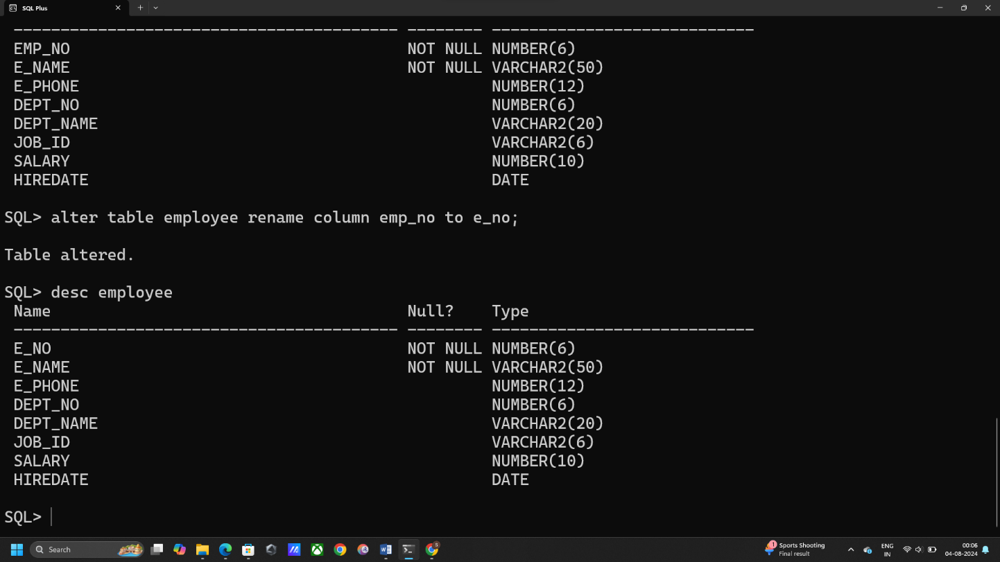 SQL Plus
---------------------------------------- -------- ----------------------------
EMP_NO NOT NULL NUMBER(6)
E_NAME NOT NULL VARCHAR2(50)
E_PHONE NUMBER(12)
DEPT_NO NUMBER(6)
DEPT_NAME VARCHAR2(20)
JOB_ID VARCHAR2(6)
SALARY NUMBER(10)
HIREDATE DATE
SQL> alter table employee rename column emp_no to e_no;
Table altered.
SQL> desc employee
Name Null? Type
---------------------------------------- -------- ----------------------------
E_NO NOT NULL NUMBER(6)
E_NAME NOT NULL VARCHAR2(50)
E_PHONE NUMBER(12)
DEPT_NO NUMBER(6)
DEPT_NAME VARCHAR2(20)
JOB_ID VARCHAR2(6)
SALARY NUMBER(10)
HIREDATE DATE
SQL>
Search
1
Sports Shooting
Final result
ENG
IN
00:06
04-08-2024